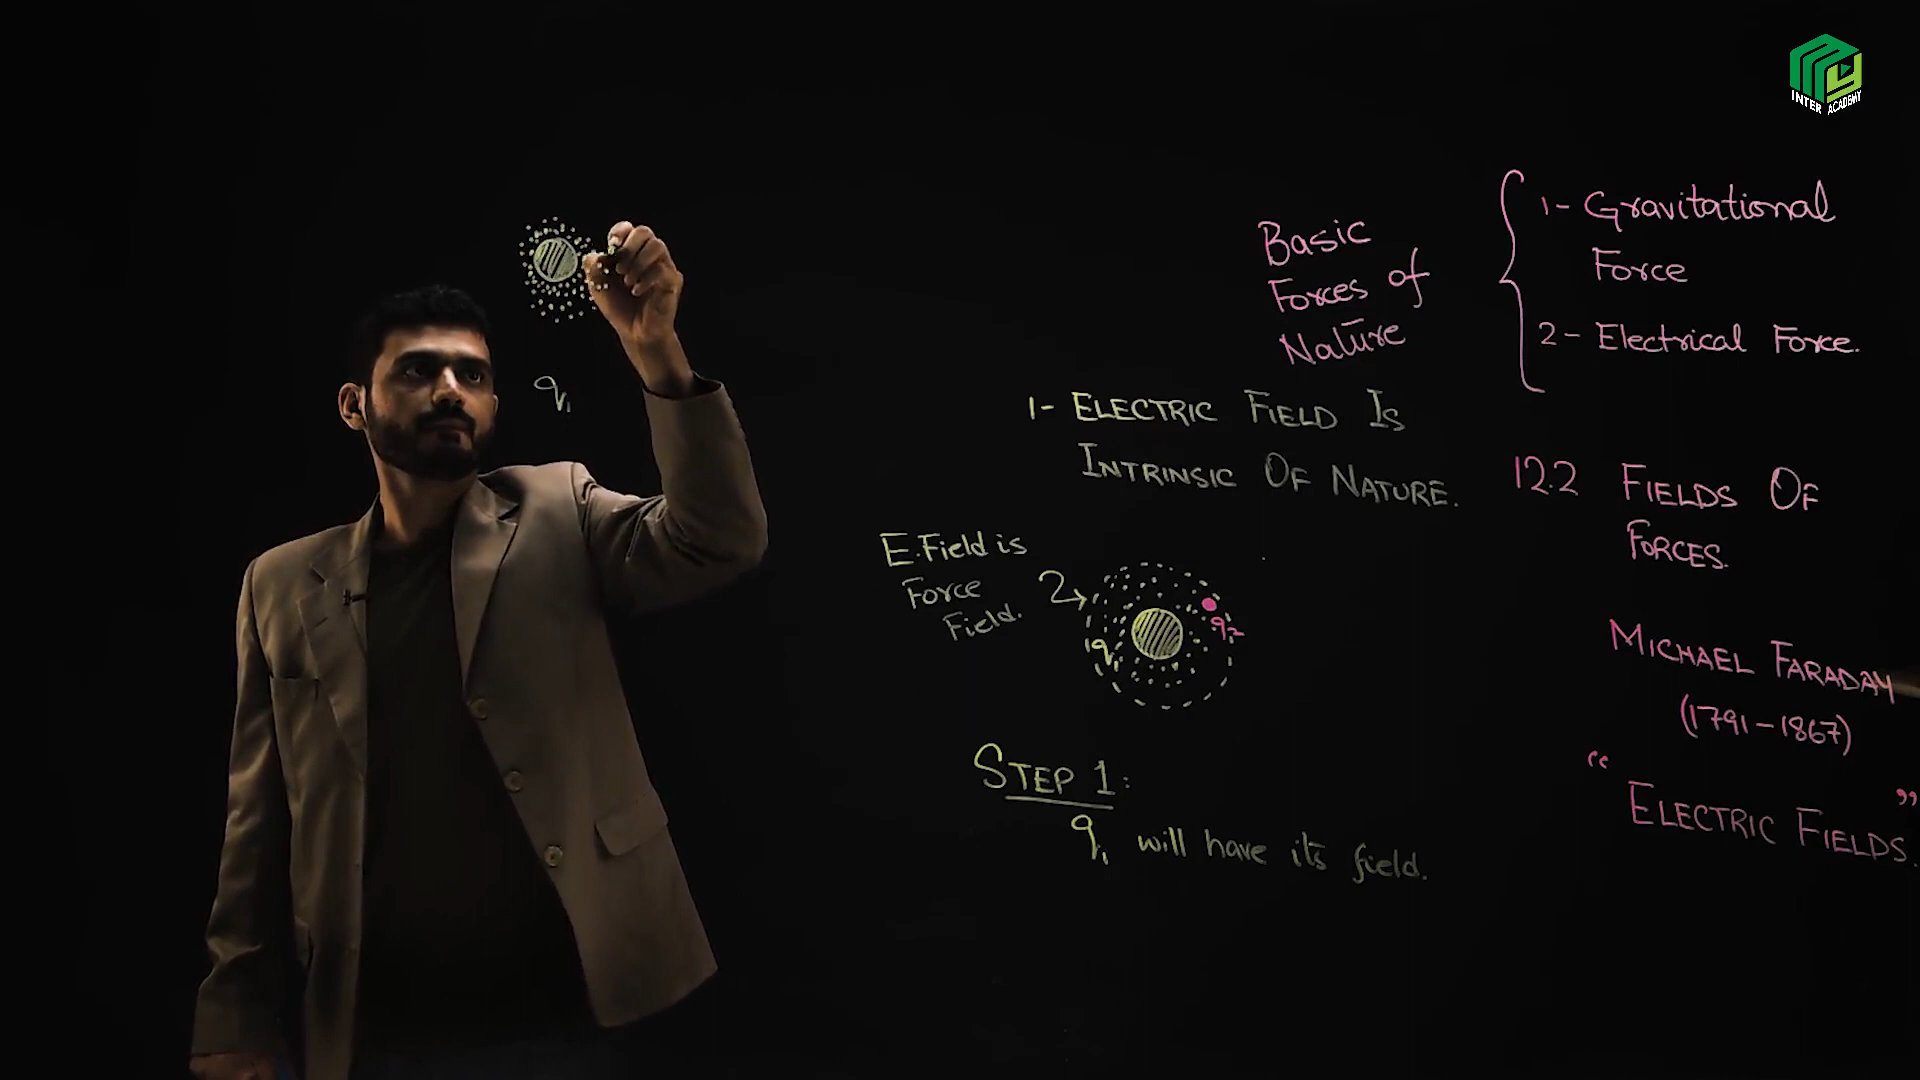 INTER ACADEMY
Basic
Forces of
Nature
1- Gravitational
Force
2- Electrical Force.
1- ELECTRIC FIELD IS
INTRINSIC OF NATURE.
12.2 FIELDS OF
FORCES.
q1
E.Field is
Force
Field.
2
q1
q2
MICHAEL FARADAY
(1791-1867)
"ELECTRIC FIELDS."
STEP 1:
q1 will have its field.